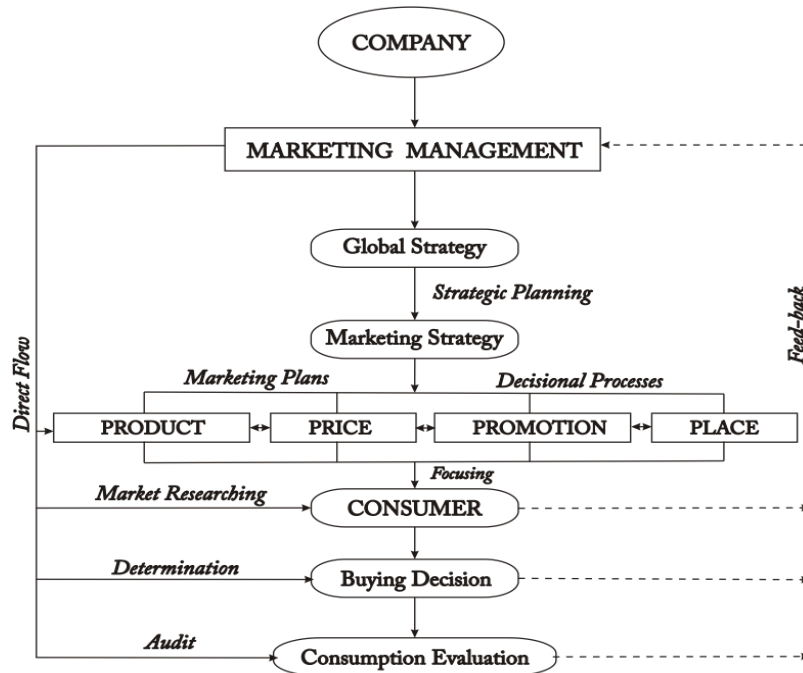 COMPANY
MARKETING MANAGEMENT
Global Strategy
Strategic Planning
Marketing Strategy
Direct Flow
Feed-back
Marketing Plans
Decisional Processes
PRODUCT
PRICE
PROMOTION
PLACE
Focusing
Market Researching
CONSUMER
Determination
Buying Decision
Audit
Consumption Evaluation